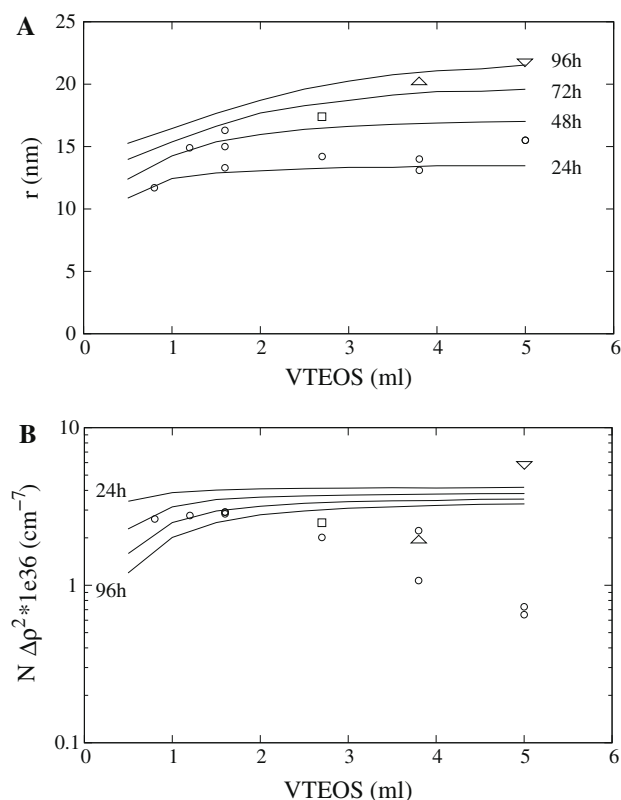 A
25
20
15
10
5
0
r (nm)
96h
72h
48h
24h
0 1 2 3 4 5 6
VTEOS (ml)
B
10
1
0.1
N Δρ²*1e36 (cm⁻⁷)
24h
96h
0 1 2 3 4 5 6
VTEOS (ml)